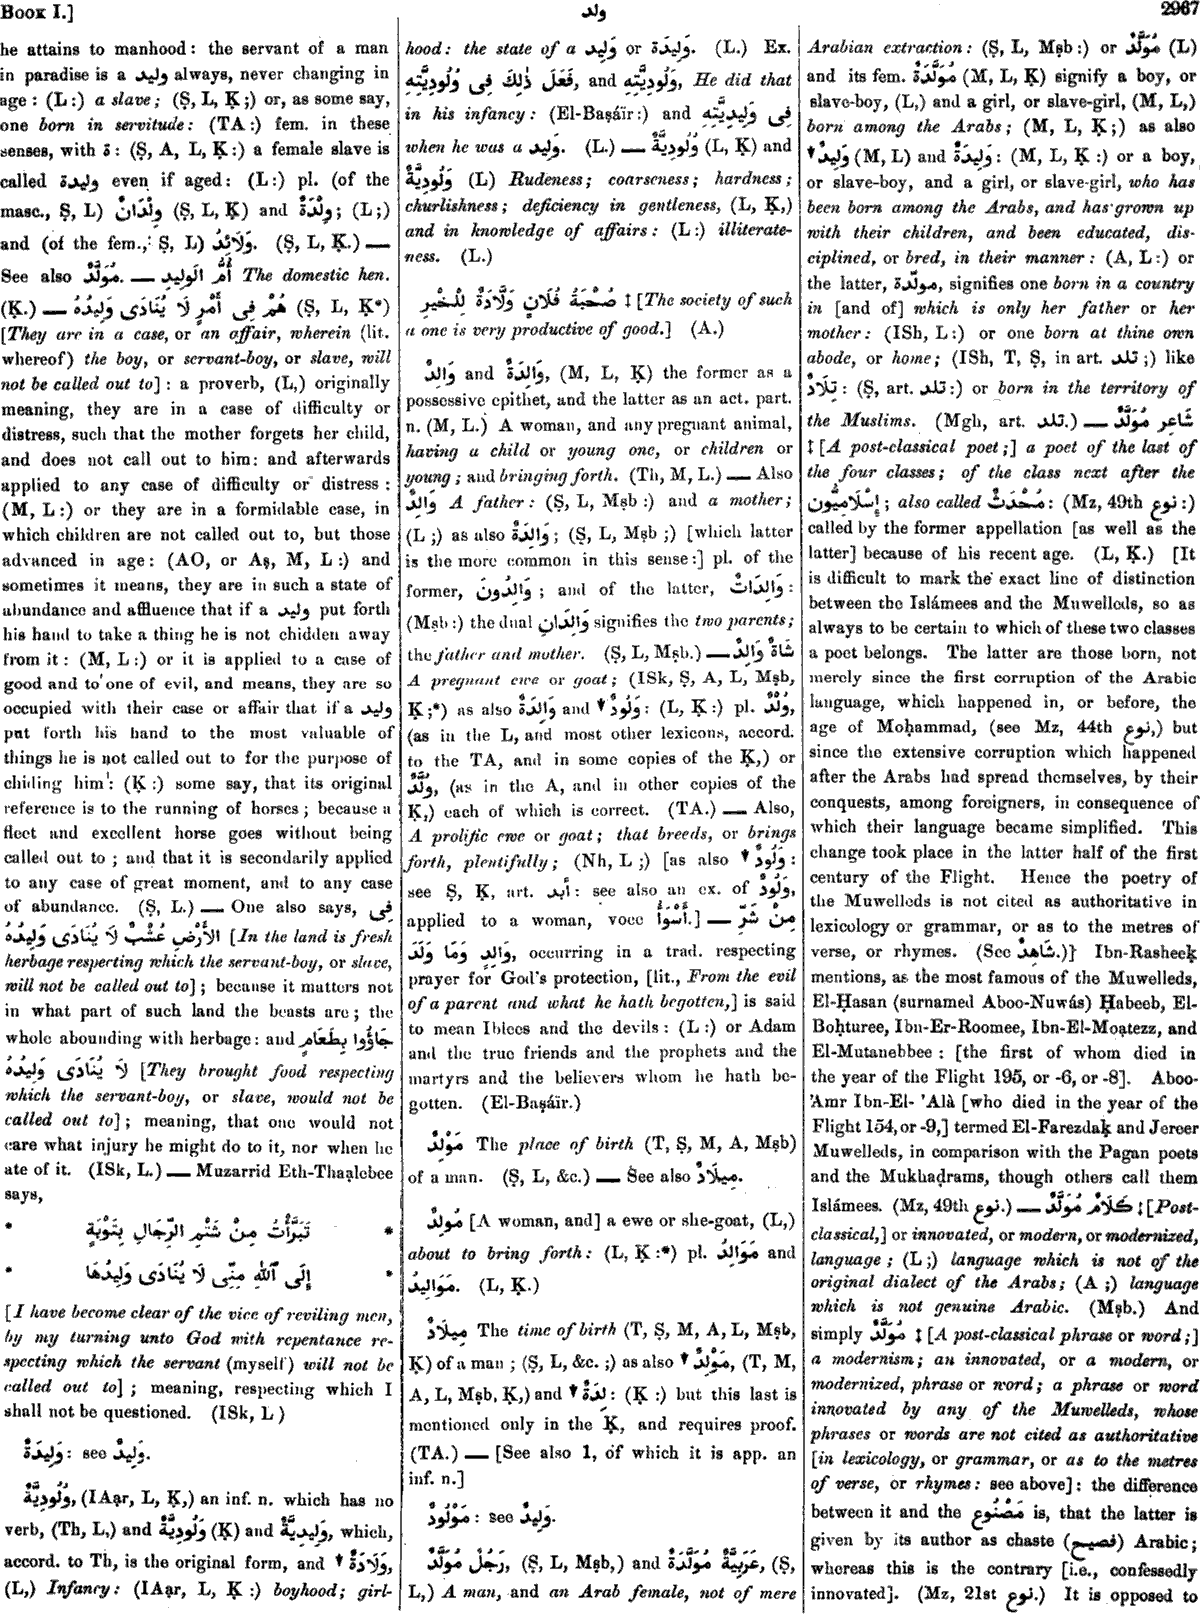 Book I.]
ولد
2967
he attains to manhood: the servant of a man
in paradise is a وليد always, never changing in
age: (L:) a slave; (Ṣ, L, Ḳ;) or, as some say,
one born in servitude: (TA:) fem. in these
senses, with ة: (Ṣ, A, L, Ḳ:) a female slave is
called وليدة even if aged: (L:) pl. (of the
masc., Ṣ, L) وِلْدَانٌ (Ṣ, L, Ḳ) and وِلْدَةٌ; (L;)
and (of the fem., Ṣ, L) وَلَائِدُ. (Ṣ, L, Ḳ.) —
See also مُوَلَّدٌ. — أُمُّ الوَلِيدِ The domestic hen.
(Ḳ.) — هُمْ فِى أَمْرٍ لَا يُنَادَى وَلِيدُهُ (Ṣ, L, Ḳ*)
[They are in a case, or an affair, wherein (lit.
whereof) the boy, or servant-boy, or slave, will
not be called out to]: a proverb, (L,) originally
meaning, they are in a case of difficulty or
distress, such that the mother forgets her child,
and does not call out to him: and afterwards
applied to any case of difficulty or distress:
(M, L:) or they are in a formidable case, in
which children are not called out to, but those
advanced in age: (AO, or Aṣ, M, L:) and
sometimes it means, they are in such a state of
abundance and affluence that if a وليد put forth
his hand to take a thing he is not chidden away
from it: (M, L:) or it is applied to a case of
good and to one of evil, and means, they are so
occupied with their case or affair that if a وليد
put forth his hand to the most valuable of
things he is not called out to for the purpose of
chiding him: (Ḳ:) some say, that its original
reference is to the running of horses; because a
fleet and excellent horse goes without being
called out to; and that it is secondarily applied
to any case of great moment, and to any case
of abundance. (Ṣ, L.) — One also says, فِى
الأَرْضِ عُشْبٌ لَا يُنَادَى وَلِيدُهُ [In the land is fresh
herbage respecting which the servant-boy, or slave,
will not be called out to]; because it matters not
in what part of such land the beasts are; the
whole abounding with herbage: and جَاؤُوا بِطَعَامٍ
لَا يُنَادَى وَلِيدُهُ [They brought food respecting
which the servant-boy, or slave, would not be
called out to]; meaning, that one would not
care what injury he might do to it, nor when he
ate of it. (ISk, L.) — Muzarrid Eth-Thaạlebee
says,
* تَبَرَّأْتُ مِنْ شَتْمِ الرِّجَالِ بِتَوْبَةٍ *
* إِلَى ٱللّٰهِ مِنِّى لَا يُنَادَى وَلِيدُهَا *
[I have become clear of the vice of reviling men,
by my turning unto God with repentance re-
specting which the servant (myself) will not be
called out to]; meaning, respecting which I
shall not be questioned. (ISk, L)
وَلِيدَةٌ: see وَلِيدٌ.
وُلُودِيَّةٌ, (IAạr, L, Ḳ,) an inf. n. which has no
verb, (Th, L,) and وَلُودِيَّةٌ (Ḳ) and وَلِيدِيَّةٌ, which,
accord. to Th, is the original form, and ▼ وَلَادَةٌ,
(L,) Infancy: (IAạr, L, Ḳ:) boyhood; girl-
hood: the state of a وَلِيد or وَلِيدَة. (L.) Ex.
فَعَلَ ذٰلِكَ فِى وُلُودِيَّتِهِ, and وَلُودِيَّتِهِ, He did that
in his infancy: (El-Baṣáïr:) and فِى وَلِيدِيَّتِهِ
when he was a وَلِيد. (L.) — وُلُودِيَّةٌ (L, Ḳ) and
وَلُودِيَّةٌ (L) Rudeness; coarseness; hardness;
churlishness; deficiency in gentleness, (L, Ḳ,)
and in knowledge of affairs: (L:) illiterate-
ness. (L.)
صُحْبَةُ فُلَانٍ وَلَّادَةٌ لِلْخَيْرِ ‡ [The society of such
a one is very productive of good.] (A.)
وَالِدٌ and وَالِدَةٌ, (M, L, Ḳ) the former as a
possessive epithet, and the latter as an act. part.
n. (M, L.) A woman, and any pregnant animal,
having a child or young one, or children or
young; and bringing forth. (Th, M, L.) — Also
وَالِدٌ A father: (Ṣ, L, Mṣb:) and a mother;
(L;) as also وَالِدَةٌ; (Ṣ, L, Mṣb;) [which latter
is the more common in this sense:] pl. of the
former, وَالِدُونَ; and of the latter, وَالِدَاتٌ:
(Mṣb:) the dual وَالِدَانِ signifies the two parents;
the father and mother. (Ṣ, L, Mṣb.) — شَاةٌ وَالِدٌ
A pregnant ewe or goat; (ISk, Ṣ, A, L, Mṣb,
Ḳ;*) as also وَالِدَةٌ and ▼ وَلُودٌ: (L, Ḳ:) pl. وُلْدٌ,
(as in the L, and most other lexicons, accord.
to the TA, and in some copies of the Ḳ,) or
وُلَّدٌ, (as in the A, and in other copies of the
Ḳ,) each of which is correct. (TA.) — Also,
A prolific ewe or goat; that breeds, or brings
forth, plentifully; (Nh, L;) [as also ▼ وَلُودٌ:
see Ṣ, Ḳ, art. أبد: see also an ex. of وَلُودٌ,
applied to a woman, voce أَسْوَأُ.] — مِنْ شَرِّ
وَالِدٍ وَمَا وَلَدَ, occurring in a trad. respecting
prayer for God's protection, [lit., From the evil
of a parent and what he hath begotten,] is said
to mean Iblees and the devils: (L:) or Adam
and the true friends and the prophets and the
martyrs and the believers whom he hath be-
gotten. (El-Baṣáïr.)
مَوْلِدٌ The place of birth (T, Ṣ, M, A, Mṣb)
of a man. (Ṣ, L, &c.) — See also مِيلَادٌ.
مُولِدٌ [A woman, and] a ewe or she-goat, (L,)
about to bring forth: (L, Ḳ:*) pl. مَوَالِدُ and
مَوَالِيدُ. (L, Ḳ.)
مِيلَادٌ The time of birth (T, Ṣ, M, A, L, Mṣb,
Ḳ) of a man; (Ṣ, L, &c.;) as also ▼ مَوْلِدٌ, (T, M,
A, L, Mṣb, Ḳ,) and ▼ لِدَةٌ: (Ḳ:) but this last is
mentioned only in the Ḳ, and requires proof.
(TA.) — [See also 1, of which it is app. an
inf. n.]
مَوْلُودٌ: see وَلِيدٌ.
رَجُلٌ مُوَلَّدٌ, (Ṣ, L, Mṣb,) and عَرَبِيَّةٌ مُوَلَّدَةٌ, (Ṣ,
L,) A man, and an Arab female, not of mere
Arabian extraction: (Ṣ, L, Mṣb:) or مُوَلَّدٌ (L)
and its fem. مُوَلَّدَةٌ (M, L, Ḳ) signify a boy, or
slave-boy, (L,) and a girl, or slave-girl, (M, L,)
born among the Arabs; (M, L, Ḳ;) as also
▼ وَلِيدٌ (M, L) and وَلِيدَةٌ: (M, L, Ḳ:) or a boy,
or slave-boy, and a girl, or slave-girl, who has
been born among the Arabs, and has grown up
with their children, and been educated, dis-
ciplined, or bred, in their manner: (A, L:) or
the latter, مولّدة, signifies one born in a country
in [and of] which is only her father or her
mother: (ISh, L:) or one born at thine own
abode, or home; (ISh, T, Ṣ, in art. تلد;) like
تِلَادٌ: (Ṣ, art. تلد:) or born in the territory of
the Muslims. (Mgh, art. تلد.) — شَاعِر مُوَلَّدٌ
‡ [A post-classical poet;] a poet of the last of
the four classes; of the class next after the
إِسْلَامِيُّون; also called مُحْدَثٌ: (Mz, 49th نوع:)
called by the former appellation [as well as the
latter] because of his recent age. (L, Ḳ.) [It
is difficult to mark the exact line of distinction
between the Islámees and the Muwelleds, so as
always to be certain to which of these two classes
a poet belongs. The latter are those born, not
merely since the first corruption of the Arabic
language, which happened in, or before, the
age of Moḥammad, (see Mz, 44th نوع,) but
since the extensive corruption which happened
after the Arabs had spread themselves, by their
conquests, among foreigners, in consequence of
which their language became simplified. This
change took place in the latter half of the first
century of the Flight. Hence the poetry of
the Muwelleds is not cited as authoritative in
lexicology or grammar, or as to the metres of
verse, or rhymes. (See شَاهِدٌ.)} Ibn-Rasheeḳ
mentions, as the most famous of the Muwelleds,
El-Ḥasan (surnamed Aboo-Nuwás) Ḥabeeb, El-
Boḥturee, Ibn-Er-Roomee, Ibn-El-Moạtezz, and
El-Mutanebbee: [the first of whom died in
the year of the Flight 195, or -6, or -8]. Aboo-
'Amr Ibn-El- 'Alà [who died in the year of the
Flight 154, or -9,] termed El-Farezdaḳ and Jereer
Muwelleds, in comparison with the Pagan poets
and the Mukhaḍrams, though others call them
Islámees. (Mz, 49th نوع.) — كَلَامٌ مُوَلَّدٌ ‡ [Post-
classical,] or innovated, or modern, or modernized,
language; (L;) language which is not of the
original dialect of the Arabs; (A;) language
which is not genuine Arabic. (Mṣb.) And
simply مُوَلَّدٌ ‡ [A post-classical phrase or word;]
a modernism; an innovated, or a modern, or
modernized, phrase or word; a phrase or word
innovated by any of the Muwelleds, whose
phrases or words are not cited as authoritative
[in lexicology, or grammar, or as to the metres
of verse, or rhymes: see above]: the difference
between it and the مَصْنُوع is, that the latter is
given by its author as chaste (فصيح) Arabic;
whereas this is the contrary [i.e., confessedly
innovated]. (Mz, 21st نوع.) It is opposed to